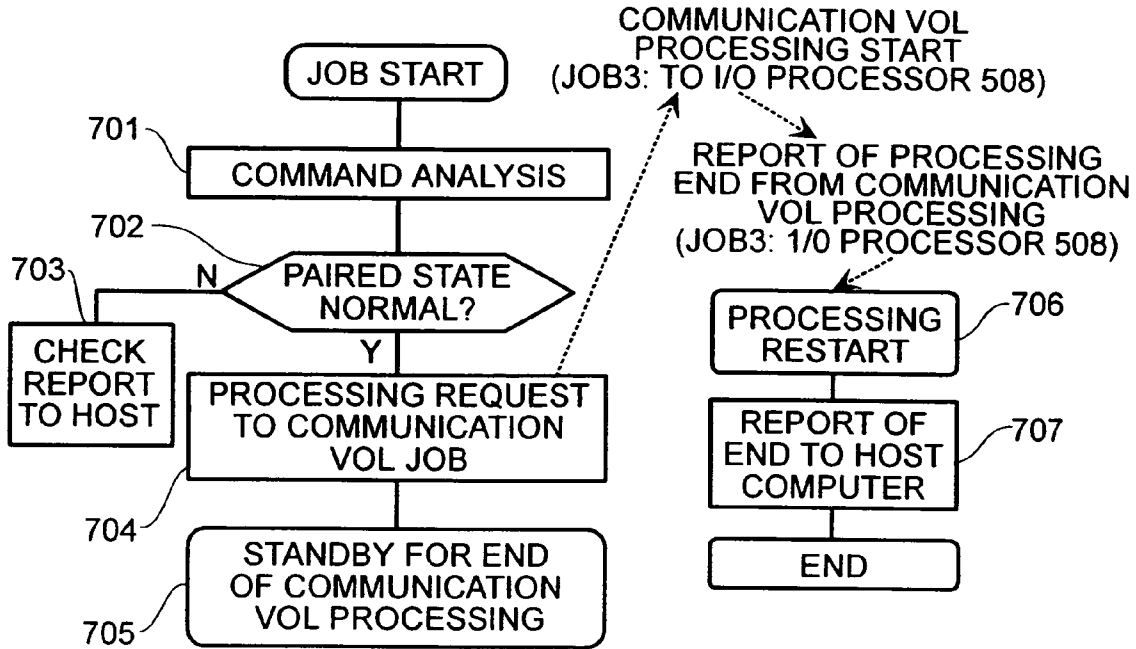 COMMUNICATION VOL
PROCESSING START
(JOB3: TO I/O PROCESSOR 508)
JOB START
701
COMMAND ANALYSIS
702
N
PAIRED STATE
NORMAL?
703
CHECK
REPORT
TO HOST
Y
PROCESSING REQUEST
TO COMMUNICATION
VOL JOB
704
STANDBY FOR END
OF COMMUNICATION
VOL PROCESSING
705
REPORT OF PROCESSING
END FROM COMMUNICATION
VOL PROCESSING
(JOB3: 1/0 PROCESSOR 508)
PROCESSING
RESTART
706
REPORT OF
END TO HOST
COMPUTER
707
END